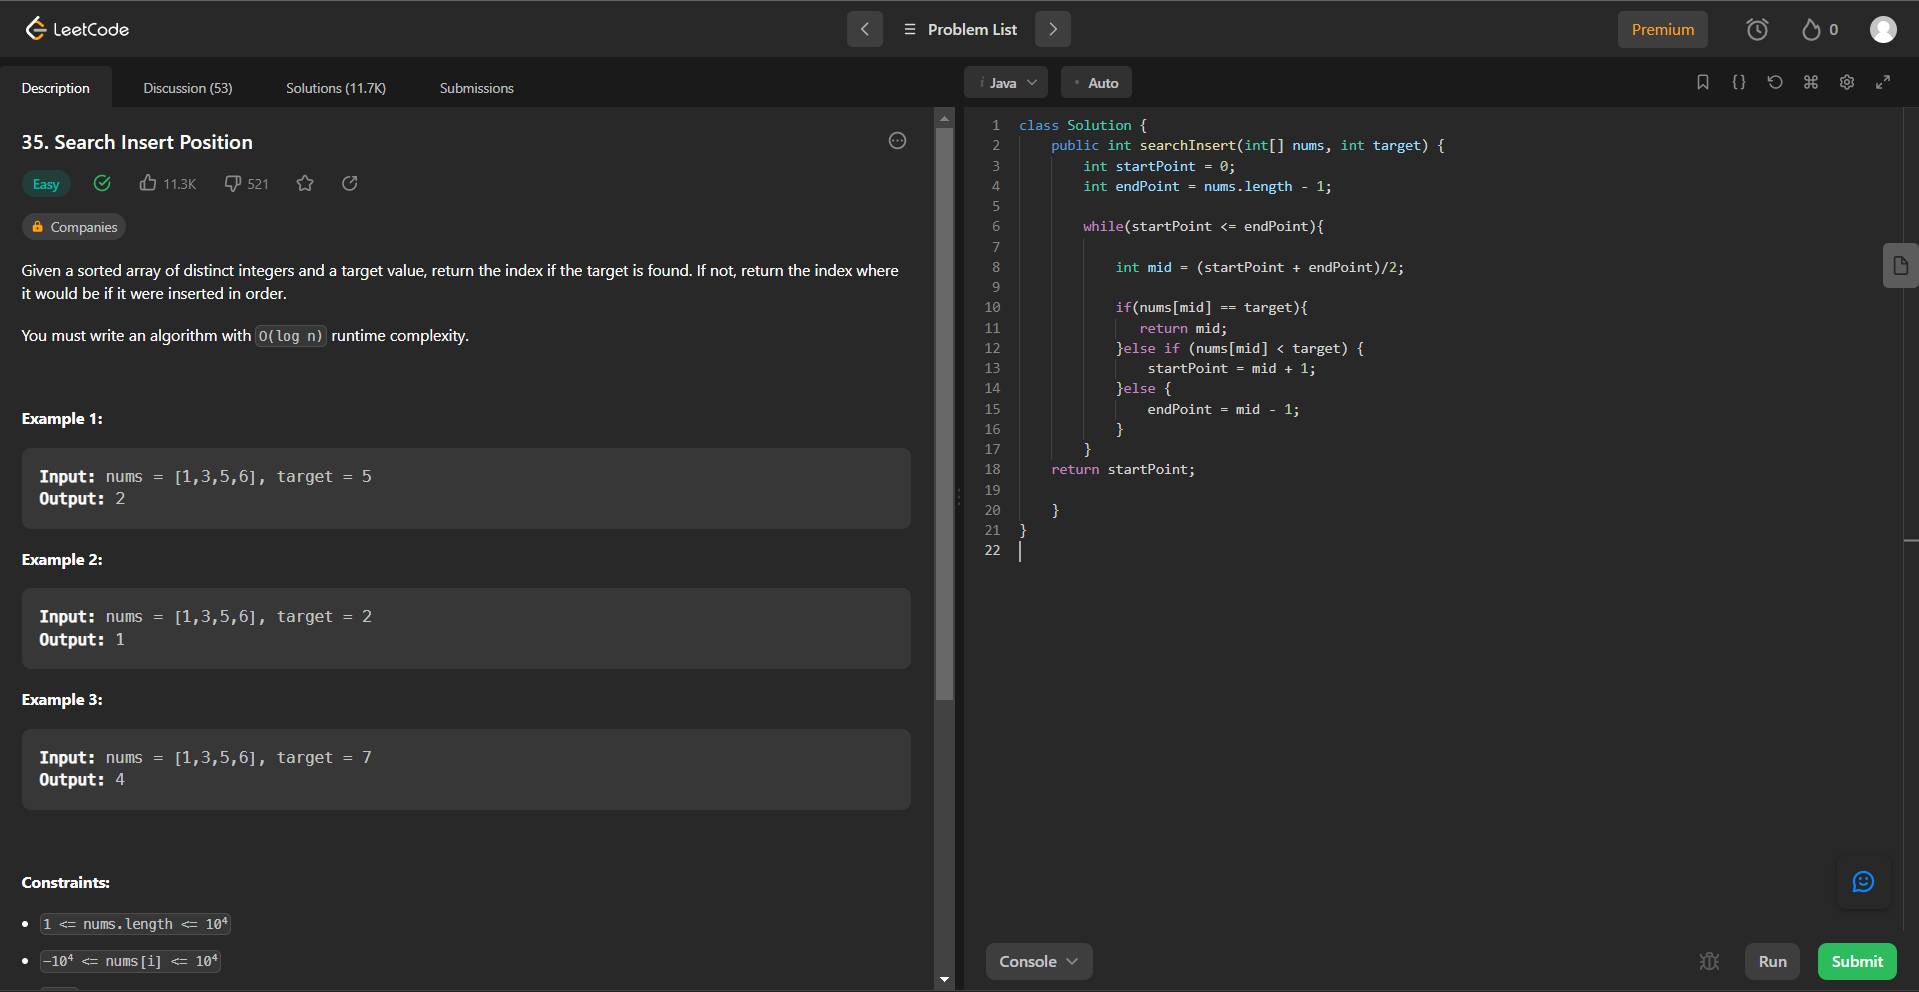 LeetCode
Problem List
Premium
0
Description
Discussion (53)
Solutions (11.7K)
Submissions
35. Search Insert Position
Easy
11.3K
521
Companies
Given a sorted array of distinct integers and a target value, return the index if the target is found. If not, return the index where
it would be if it were inserted in order.
You must write an algorithm with O(log n) runtime complexity.
Example 1:
Input: nums = [1,3,5,6], target = 5
Output: 2
Example 2:
Input: nums = [1,3,5,6], target = 2
Output: 1
Example 3:
Input: nums = [1,3,5,6], target = 7
Output: 4
Constraints:
1 <= nums.length <= 10⁴
−10⁴ <= nums[i] <= 10⁴
i Java
• Auto
{}
1 class Solution {
2 public int searchInsert(int[] nums, int target) {
3 int startPoint = 0;
4 int endPoint = nums.length - 1;
5
6 while(startPoint <= endPoint){
7
8 int mid = (startPoint + endPoint)/2;
9
10 if(nums[mid] == target){
11 return mid;
12 }else if (nums[mid] < target) {
13 startPoint = mid + 1;
14 }else {
15 endPoint = mid - 1;
16 }
17 }
18 return startPoint;
19
20 }
21 }
22
Console
Run
Submit